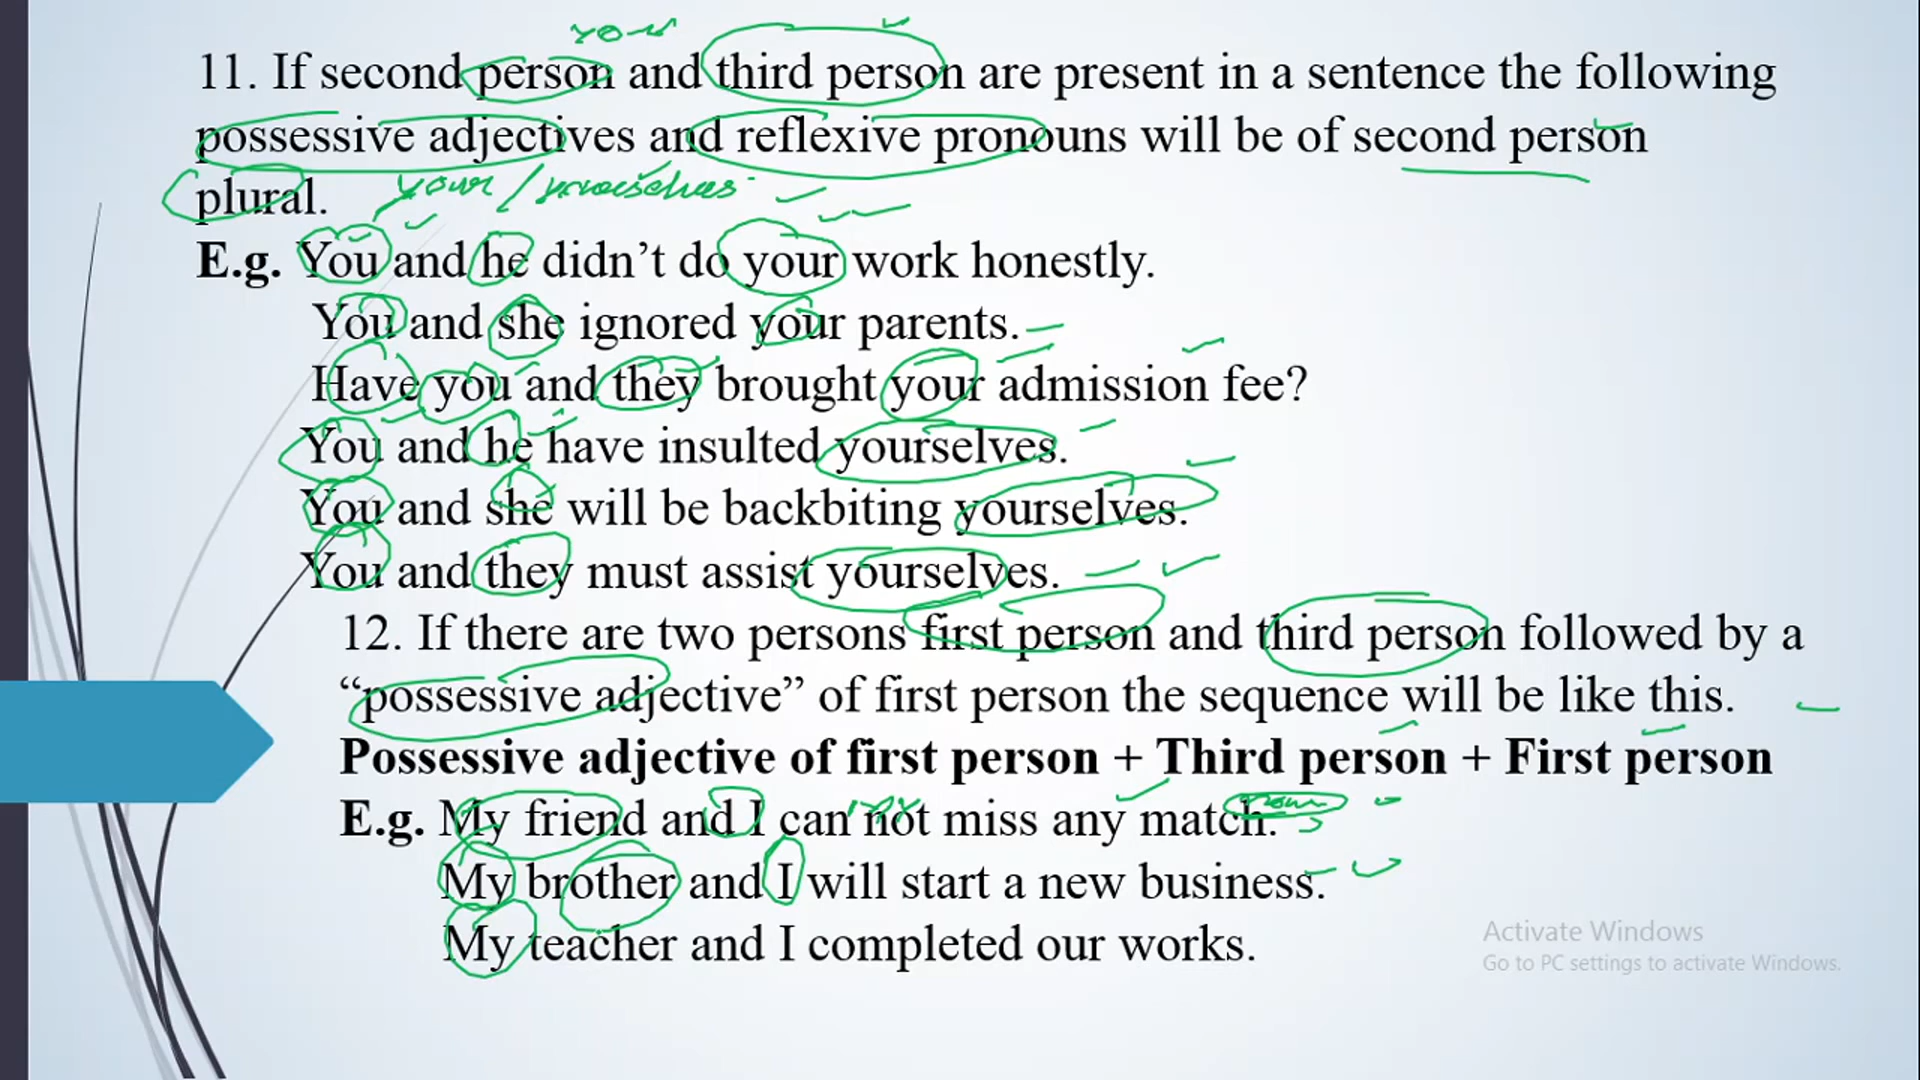 you
11. If second person and third person are present in a sentence the following
possessive adjectives and reflexive pronouns will be of second person
plural. your / yourselves
E.g. You and he didn’t do your work honestly.
You and she ignored your parents.
Have you and they brought your admission fee?
You and he have insulted yourselves.
You and she will be backbiting yourselves.
You and they must assist yourselves.
12. If there are two persons first person and third person followed by a
“possessive adjective” of first person the sequence will be like this.
Possessive adjective of first person + Third person + First person
E.g. My friend and I can not miss any match.
My brother and I will start a new business.
My teacher and I completed our works.
Activate Windows
Go to PC settings to activate Windows.